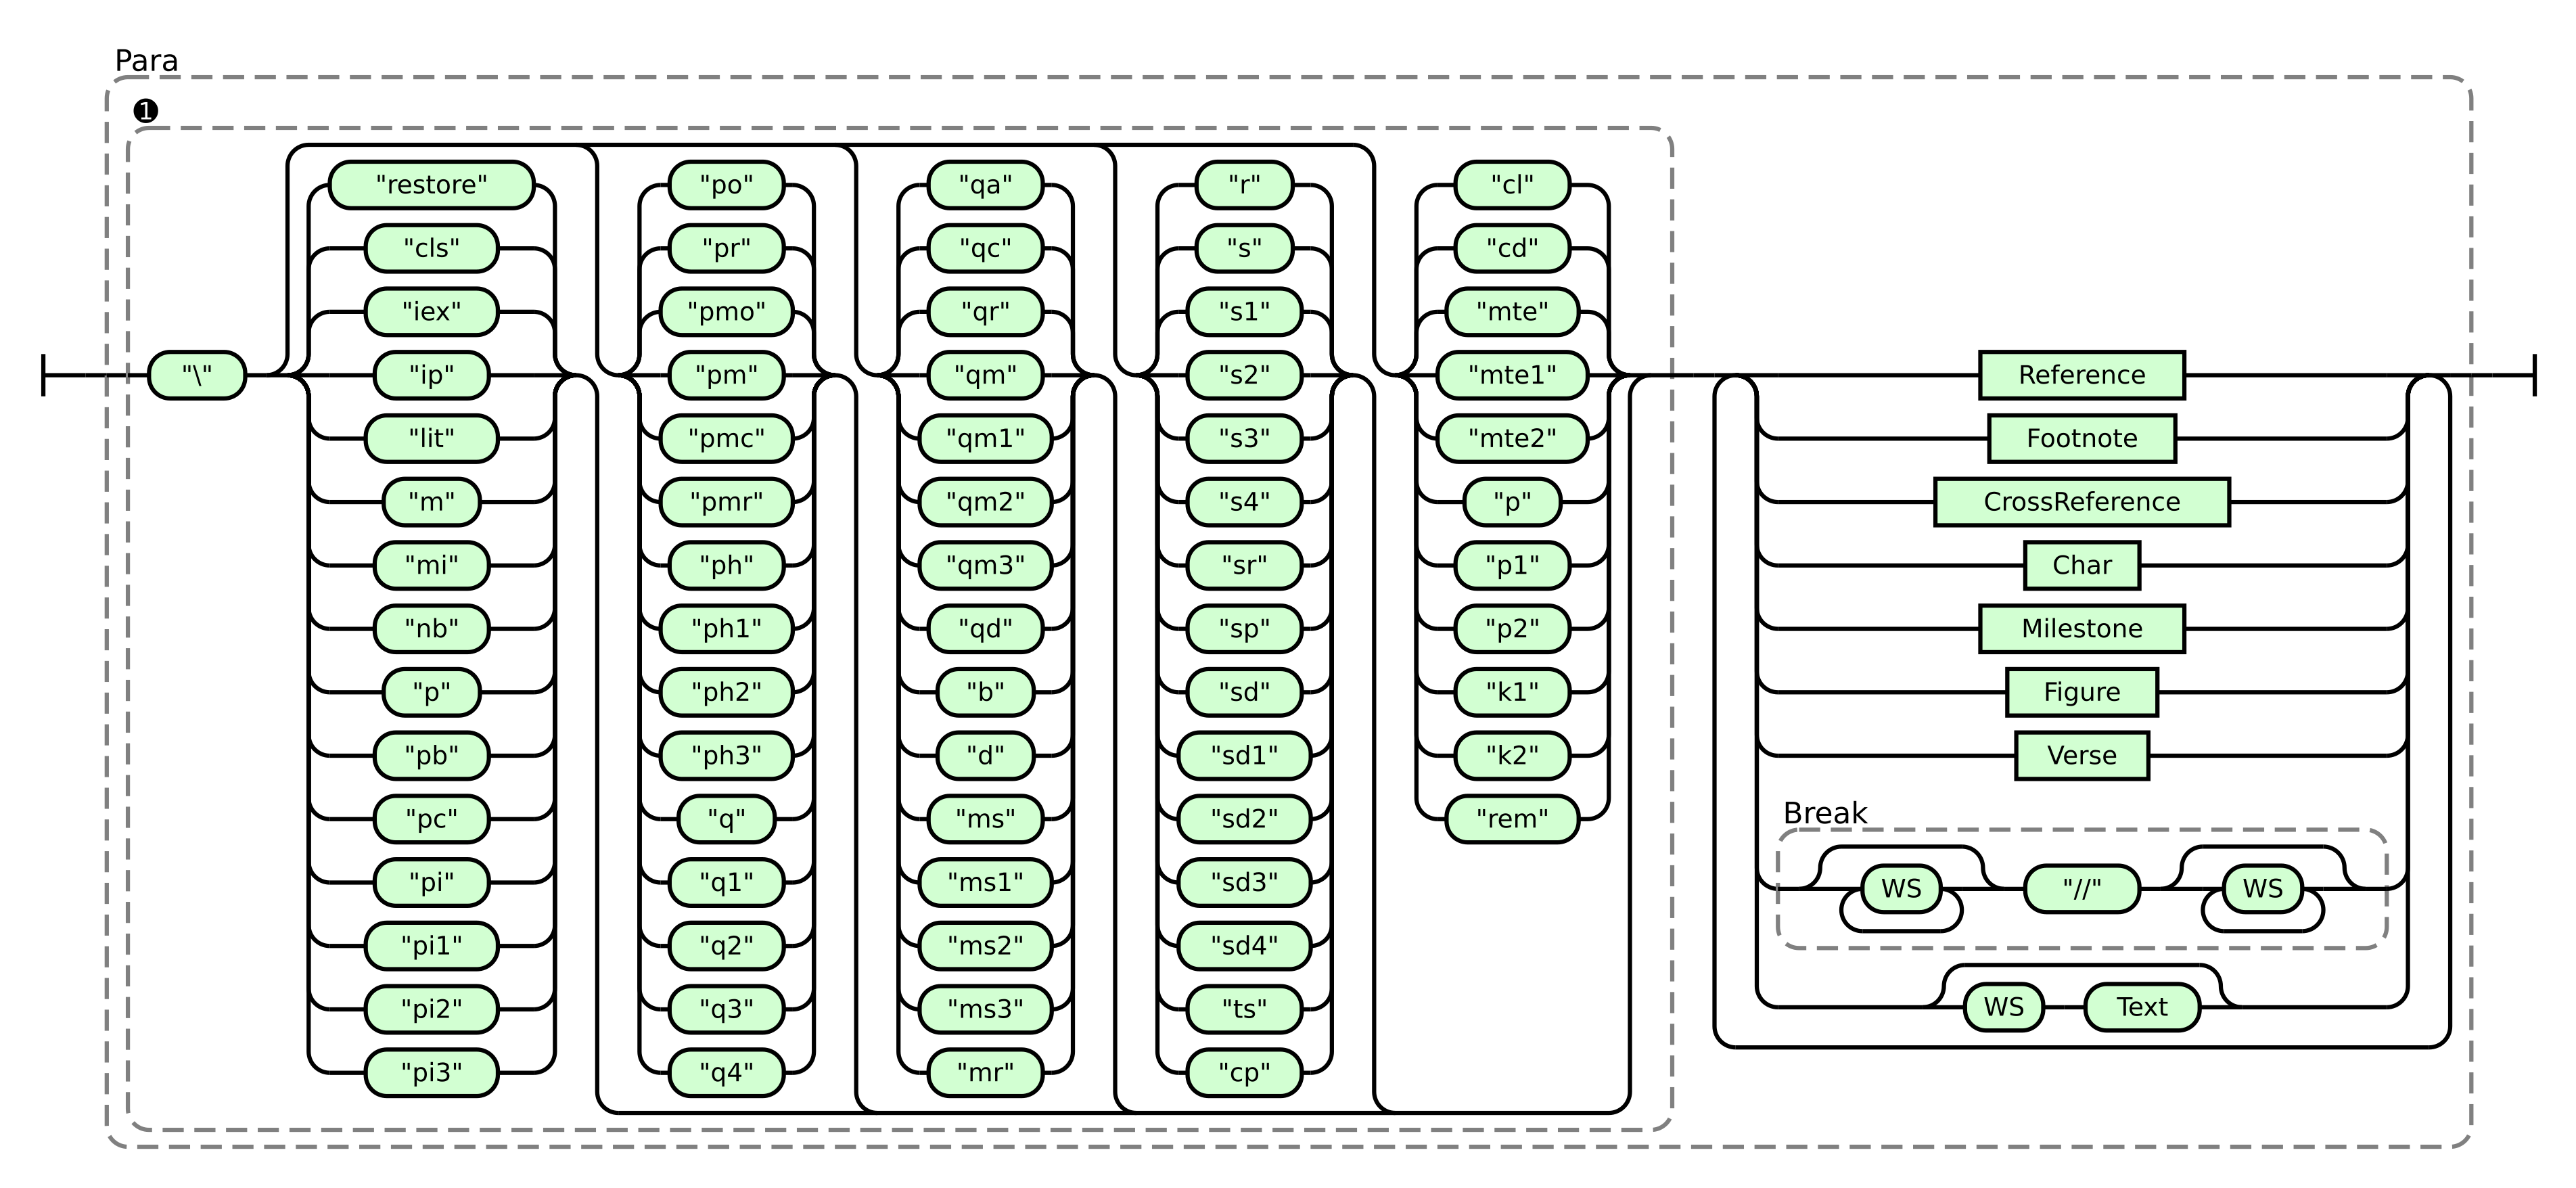 Para
❶
"\"
"restore"
"cls"
"iex"
"ip"
"lit"
"m"
"mi"
"nb"
"p"
"pb"
"pc"
"pi"
"pi1"
"pi2"
"pi3"
"po"
"pr"
"pmo"
"pm"
"pmc"
"pmr"
"ph"
"ph1"
"ph2"
"ph3"
"q"
"q1"
"q2"
"q3"
"q4"
"qa"
"qc"
"qr"
"qm"
"qm1"
"qm2"
"qm3"
"qd"
"b"
"d"
"ms"
"ms1"
"ms2"
"ms3"
"mr"
"r"
"s"
"s1"
"s2"
"s3"
"s4"
"sr"
"sp"
"sd"
"sd1"
"sd2"
"sd3"
"sd4"
"ts"
"cp"
"cl"
"cd"
"mte"
"mte1"
"mte2"
"p"
"p1"
"p2"
"k1"
"k2"
"rem"
Reference
Footnote
CrossReference
Char
Milestone
Figure
Verse
Break
WS "//" WS
WS Text